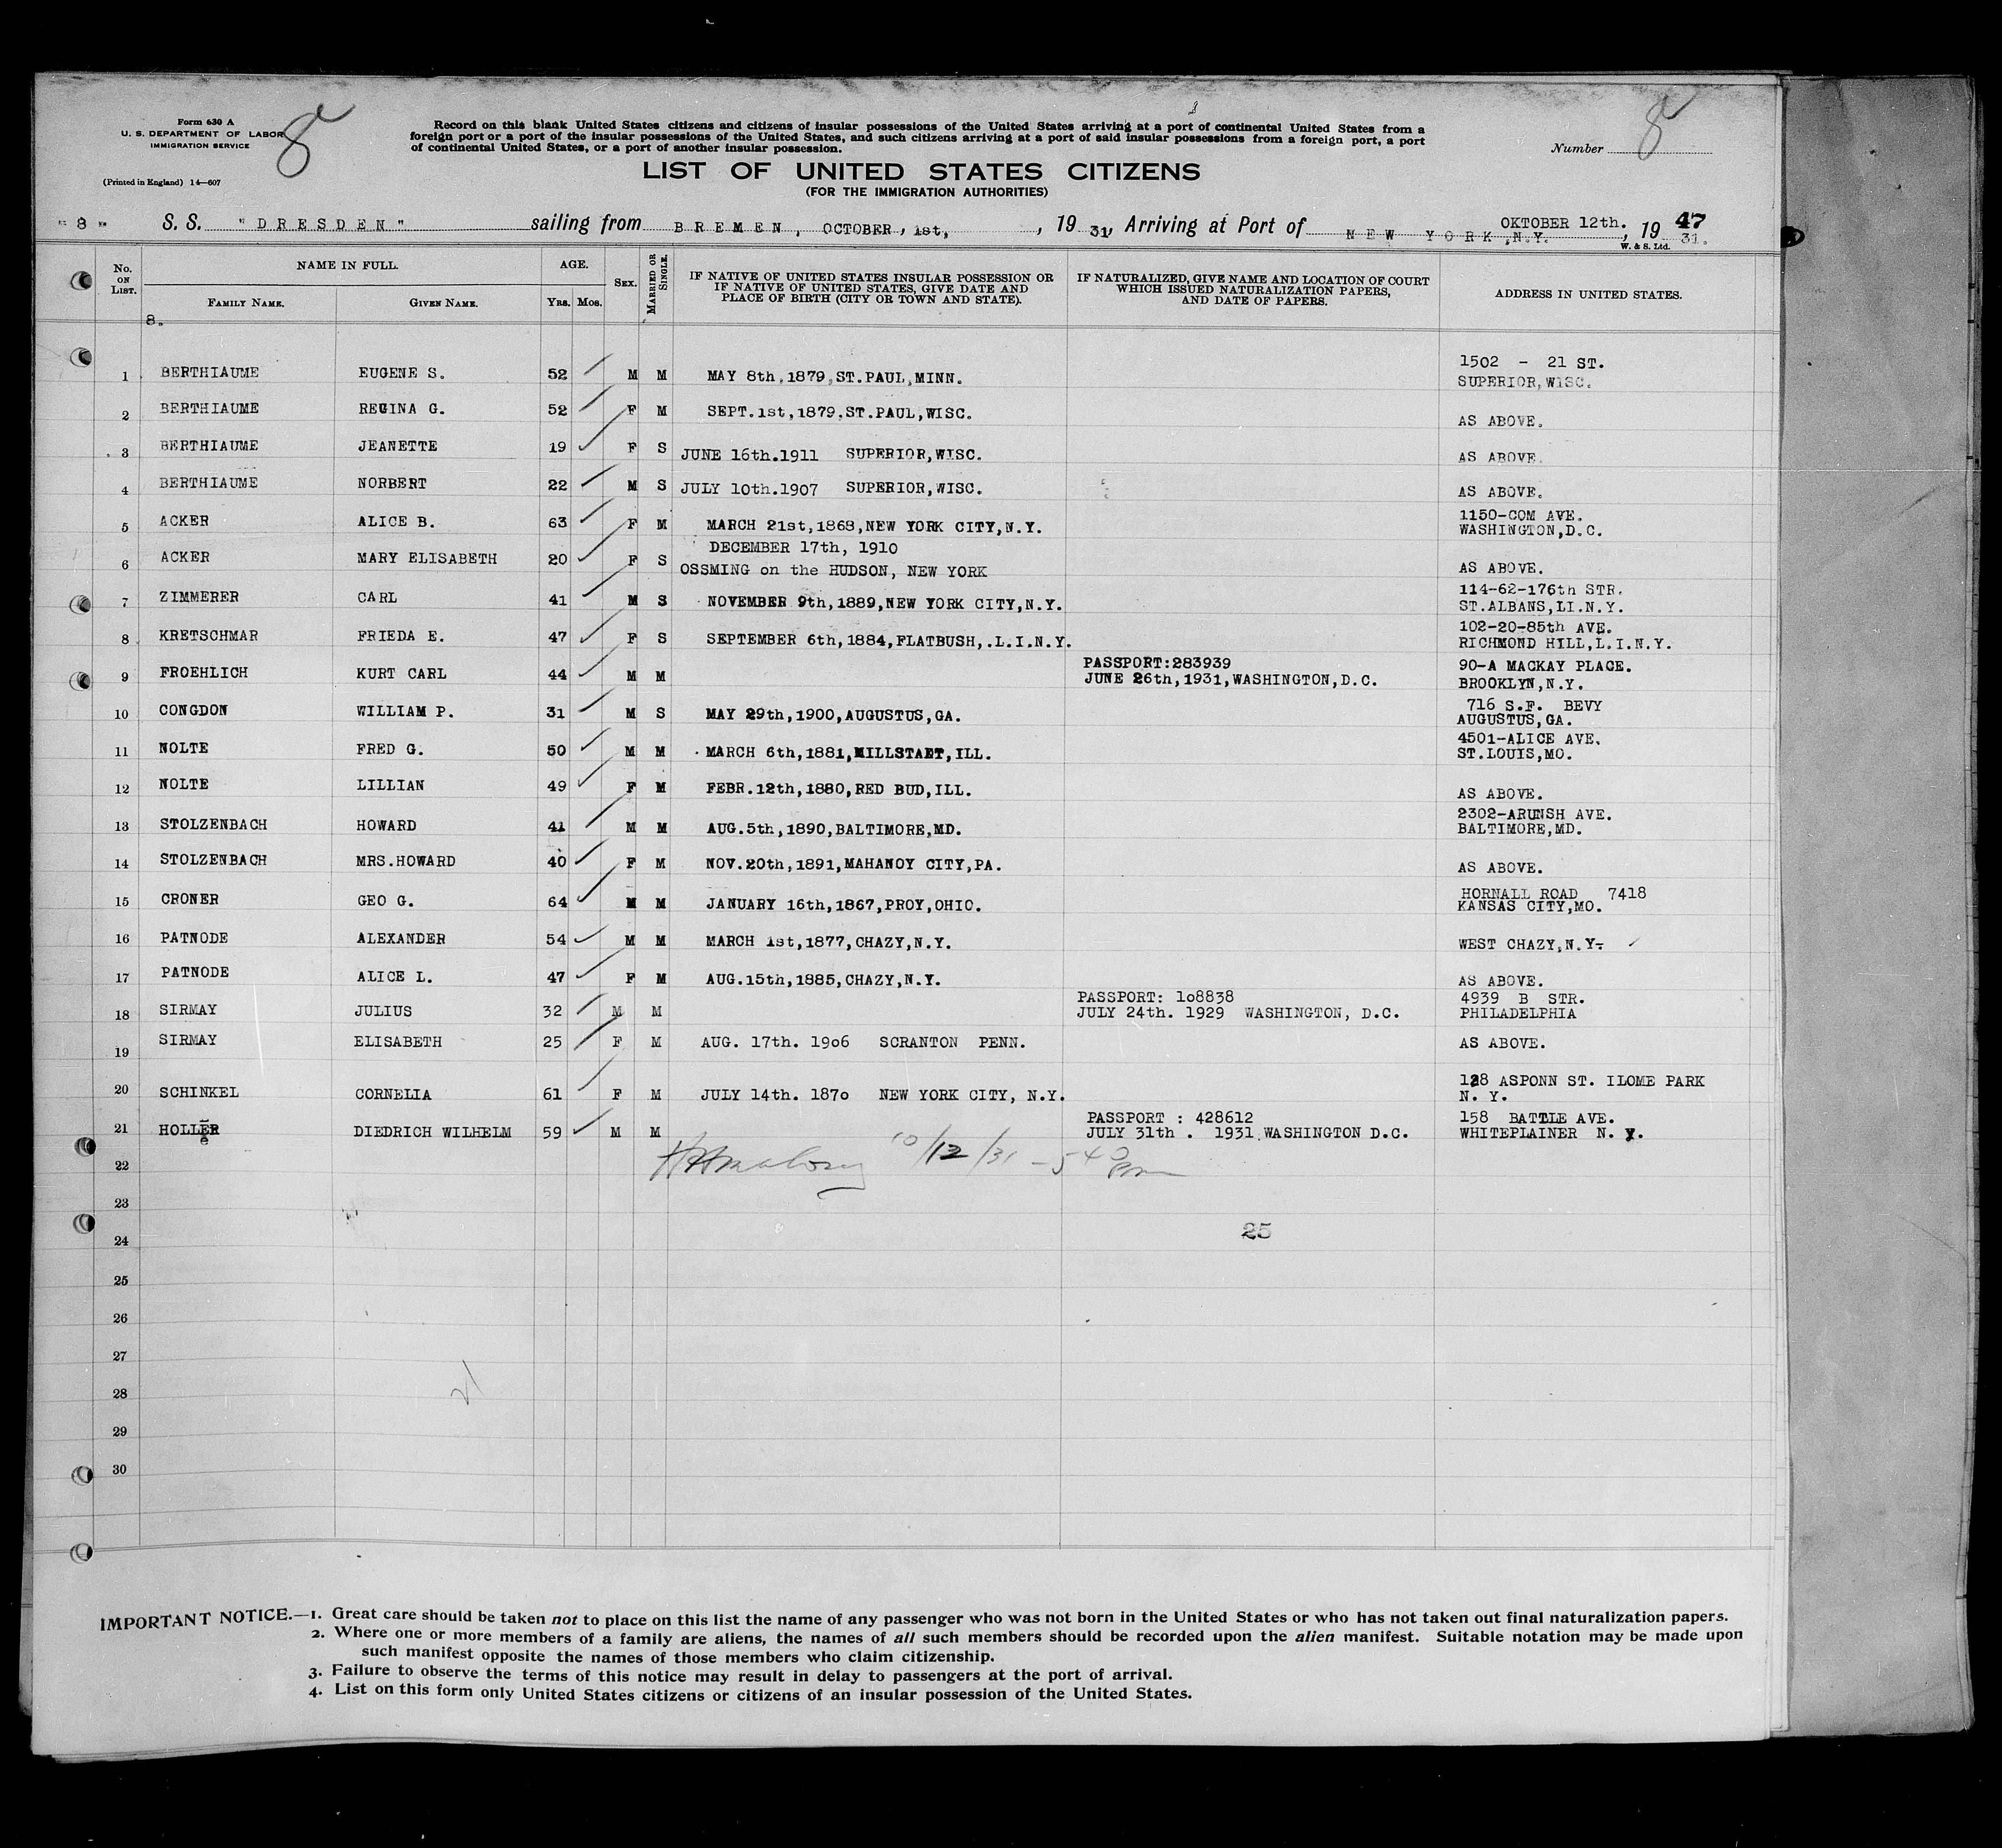 Form 630 A
U. S. DEPARTMENT OF LABOR
IMMIGRATION SERVICE
(Printed in England) 14—607
8
Record on this blank United States citizens and citizens of insular possessions of the United States arriving at a port of continental United States from a
foreign port or a port of the insular possessions of the United States, and such citizens arriving at a port of said insular possessions from a foreign port, a port
of continental United States, or a port of another insular possession.
8
Number
LIST OF UNITED STATES CITIZENS
(FOR THE IMMIGRATION AUTHORITIES)
" 8 " S. S. "DRESDEN" sailing from BREMEN, OCTOBER, 1st, , 19 31, Arriving at Port of NEW YORK, N.Y. OKTOBER 12th., 19 31.
47
W. & S. Ltd.
No. ON LIST. NAME IN FULL. AGE. SEX. MARRIED OR SINGLE. IF NATIVE OF UNITED STATES INSULAR POSSESSION OR IF NATIVE OF UNITED STATES, GIVE DATE AND PLACE OF BIRTH (CITY OR TOWN AND STATE). IF NATURALIZED, GIVE NAME AND LOCATION OF COURT WHICH ISSUED NATURALIZATION PAPERS, AND DATE OF PAPERS. ADDRESS IN UNITED STATES.
FAMILY NAME. GIVEN NAME. YRS. MOS.
8.
1 BERTHIAUME EUGENE S. 52 M M MAY 8th,1879,ST.PAUL,MINN. 1502 - 21 ST. SUPERIOR,WISC.
2 BERTHIAUME REGINA G. 52 F M SEPT.1st,1879,ST.PAUL,WISC. AS ABOVE.
3 BERTHIAUME JEANETTE 19 F S JUNE 16th.1911 SUPERIOR,WISC. AS ABOVE.
4 BERTHIAUME NORBERT 22 M S JULY 10th.1907 SUPERIOR,WISC. AS ABOVE.
5 ACKER ALICE B. 63 F M MARCH 21st,1868,NEW YORK CITY,N.Y. 1150-COM AVE. WASHINGTON,D.C.
6 ACKER MARY ELISABETH 20 F S DECEMBER 17th, 1910 OSSMING on the HUDSON, NEW YORK AS ABOVE.
7 ZIMMERER CARL 41 M S NOVEMBER 9th,1889,NEW YORK CITY,N.Y. 114-62-176th STR. ST.ALBANS,LI.N.Y.
8 KRETSCHMAR FRIEDA E. 47 F S SEPTEMBER 6th,1884,FLATBUSH,.L.I.N.Y. 102-20-85th AVE. RICHMOND HILL,L.I.N.Y.
9 FROEHLICH KURT CARL 44 M M PASSPORT:283939 JUNE 26th,1931,WASHINGTON,D.C. 90-A MACKAY PLACE. BROOKLYN,N.Y.
10 CONGDON WILLIAM P. 31 M S MAY 29th,1900,AUGUSTUS,GA. 716 S.F. BEVY AUGUSTUS,GA.
11 NOLTE FRED G. 50 M M MARCH 6th,1881,MILLSTAET,ILL. 4501-ALICE AVE. ST.LOUIS,MO.
12 NOLTE LILLIAN 49 F M FEBR.12th,1880,RED BUD,ILL. AS ABOVE.
13 STOLZENBACH HOWARD 41 M M AUG.5th,1890,BALTIMORE,MD. 2302-ARUNSH AVE. BALTIMORE,MD.
14 STOLZENBACH MRS.HOWARD 40 F M NOV.20th,1891,MAHANOY CITY,PA. AS ABOVE.
15 CRONER GEO G. 64 M M JANUARY 16th,1867,PROY,OHIO. HORNALL ROAD 7418 KANSAS CITY,MO.
16 PATNODE ALEXANDER 54 M M MARCH 1st,1877,CHAZY,N.Y. WEST CHAZY,N.Y.
17 PATNODE ALICE L. 47 F M AUG.15th,1885,CHAZY,N.Y. AS ABOVE.
18 SIRMAY JULIUS 32 M M PASSPORT: 108838 JULY 24th. 1929 WASHINGTON, D.C. 4939 B STR. PHILADELPHIA
19 SIRMAY ELISABETH 25 F M AUG. 17th. 1906 SCRANTON PENN. AS ABOVE.
20 SCHINKEL CORNELIA 61 F M JULY 14th. 1870 NEW YORK CITY, N.Y. 128 ASPONN ST. ILOME PARK N. Y.
21 HOLLER DIEDRICH WILHELM 59 M M PASSPORT : 428612 JULY 31th . 1931 WASHINGTON D.C. 158 BATTLE AVE. WHITEPLAINER N. Y.
22 10/12/31 - 5 40 Pm
23
25
24
25
26
27
28
21
29
30
IMPORTANT NOTICE.—1. Great care should be taken not to place on this list the name of any passenger who was not born in the United States or who has not taken out final naturalization papers.
2. Where one or more members of a family are aliens, the names of all such members should be recorded upon the alien manifest. Suitable notation may be made upon
such manifest opposite the names of those members who claim citizenship.
3. Failure to observe the terms of this notice may result in delay to passengers at the port of arrival.
4. List on this form only United States citizens or citizens of an insular possession of the United States.